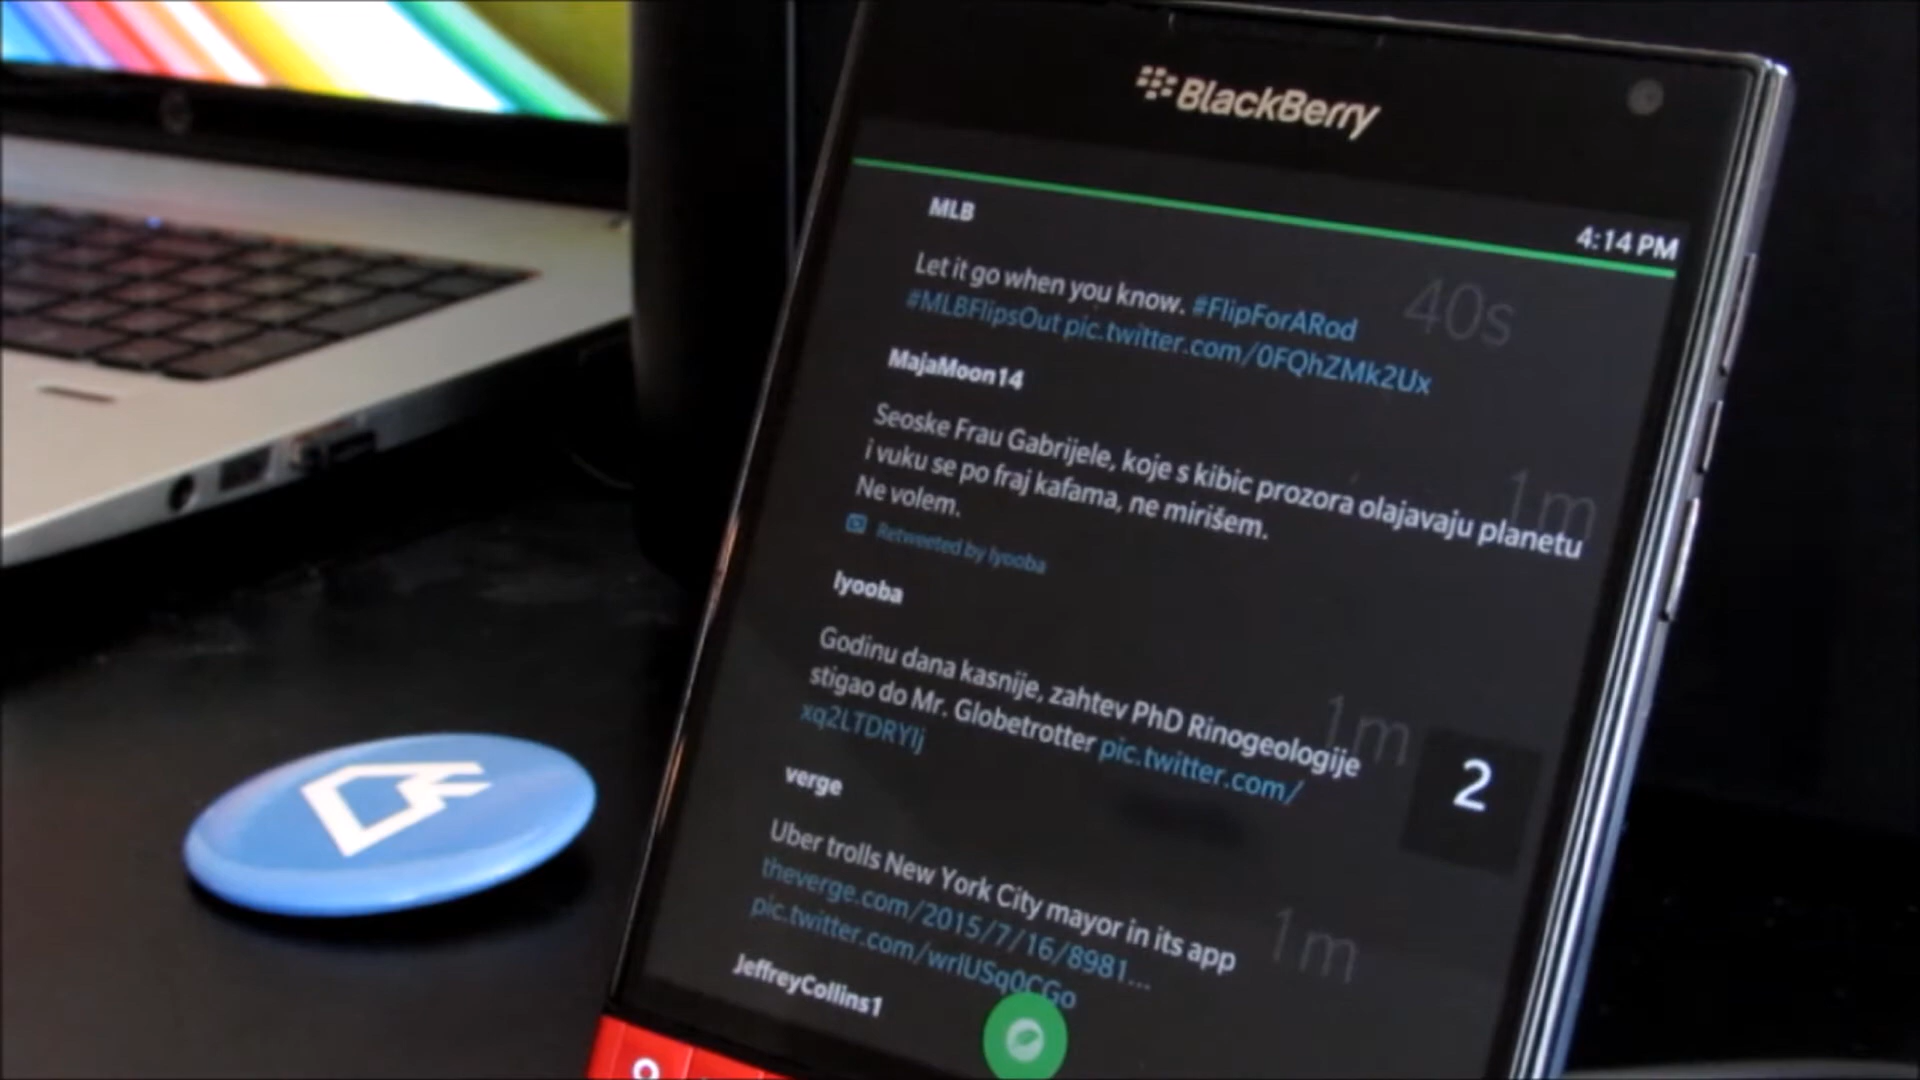 BlackBerry
4:14 PM
MLB
40s
Let it go when you know. #FlipForARod
#MLBFlipsOut pic.twitter.com/0FQhZMk2Ux
MajaMoon14
1m
Seoske Frau Gabrijele, koje s kibic prozora olajavaju planetu
i vuku se po fraj kafama, ne mirišem.
Ne volem.
Retweeted by lyooba
lyooba
1m
Godinu dana kasnije, zahtev PhD Rinogeologije
stigao do Mr. Globetrotter pic.twitter.com/
xq2LTDRYlj
2
verge
1m
Uber trolls New York City mayor in its app
theverge.com/2015/7/16/8981...
pic.twitter.com/wrlUSq0CGo
JeffreyCollins1